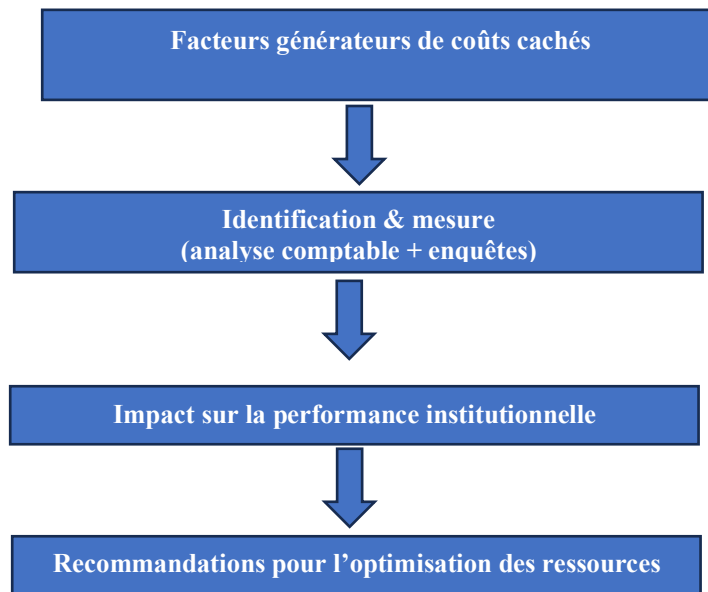 Facteurs générateurs de coûts cachés
Identification & mesure
(analyse comptable + enquêtes)
Impact sur la performance institutionnelle
Recommandations pour l’optimisation des ressources